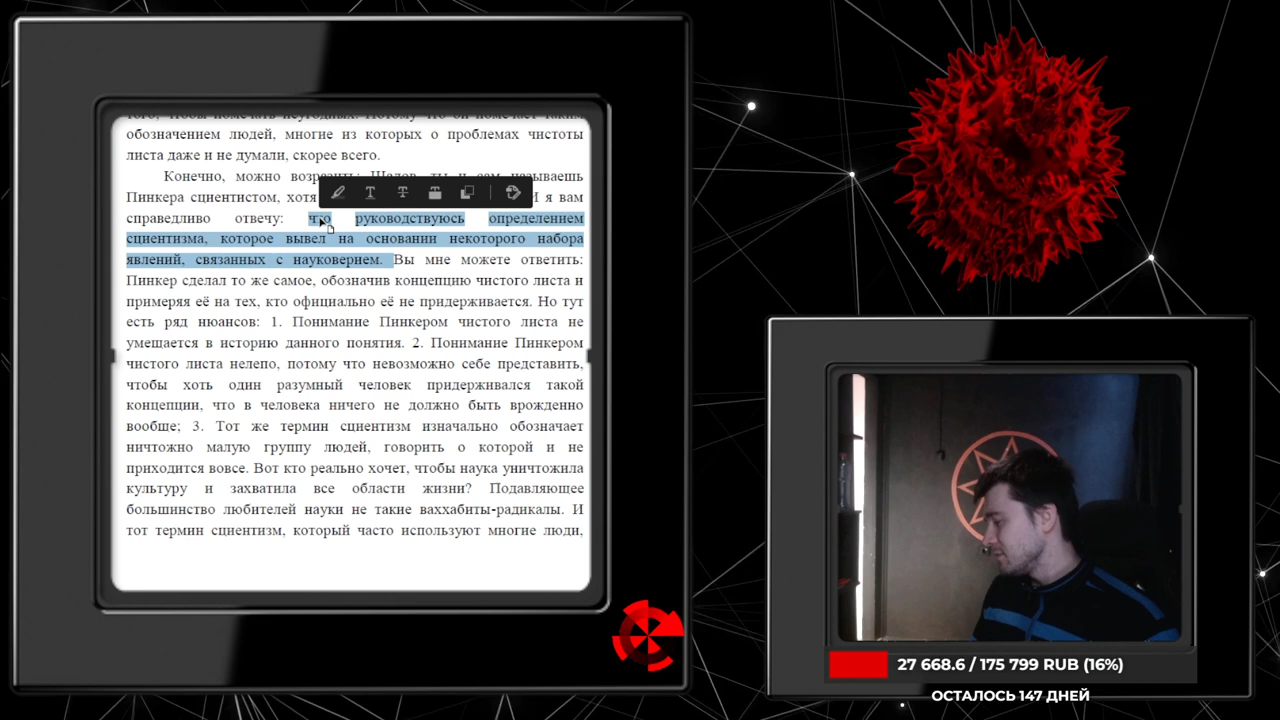 обозначением людей, многие из которых о проблемах чистоты
листа даже и не думали, скорее всего.
Конечно, можно возразить: Шадов, ты и сам называешь
Пинкера сциентистом, хотя И я вам
справедливо отвечу: что руководствуюсь определением
сциентизма, которое вывел на основании некоторого набора
явлений, связанных с науковерием. Вы мне можете ответить:
Пинкер сделал то же самое, обозначив концепцию чистого листа и
примеряя её на тех, кто официально её не придерживается. Но тут
есть ряд нюансов: 1. Понимание Пинкером чистого листа не
умещается в историю данного понятия. 2. Понимание Пинкером
чистого листа нелепо, потому что невозможно себе представить,
чтобы хоть один разумный человек придерживался такой
концепции, что в человека ничего не должно быть врожденно
вообще; 3. Тот же термин сциентизм изначально обозначает
ничтожно малую группу людей, говорить о которой и не
приходится вовсе. Вот кто реально хочет, чтобы наука уничтожила
культуру и захватила все области жизни? Подавляющее
большинство любителей науки не такие ваххабиты-радикалы. И
тот термин сциентизм, который часто используют многие люди,
27 668.6 / 175 799 RUB (16%)
ОСТАЛОСЬ 147 ДНЕЙ